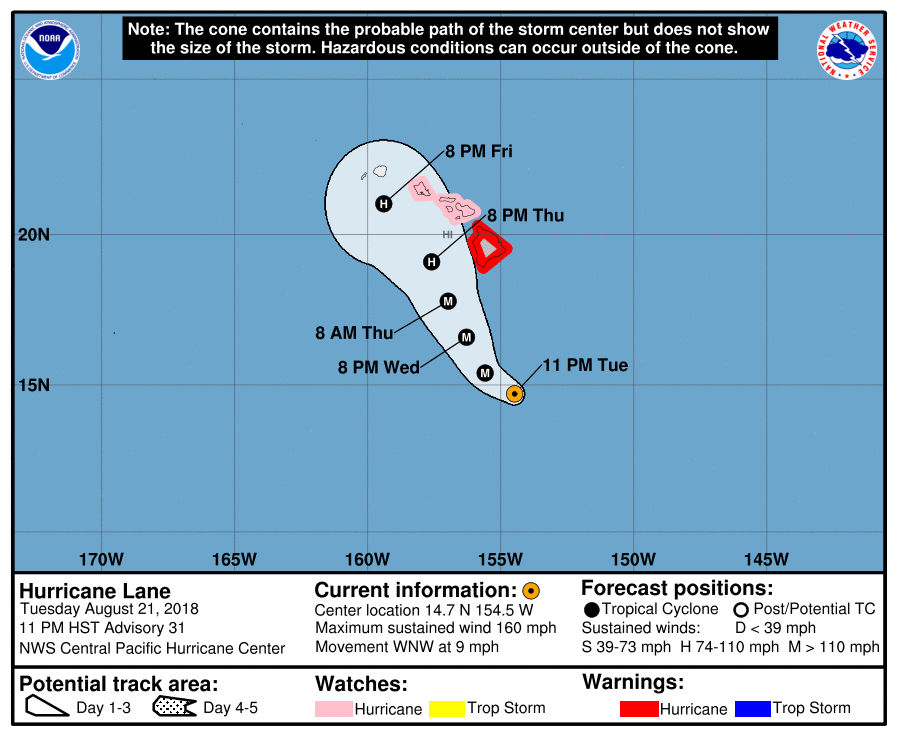 Note: The cone contains the probable path of the storm center but does not show
the size of the storm. Hazardous conditions can occur outside of the cone.
NOAA
NATIONAL WEATHER SERVICE
8 PM Fri
H
8 PM Thu
20N
HI
H
M
8 AM Thu
M
8 PM Wed
M
11 PM Tue
15N
170W
165W
160W
155W
150W
145W
Hurricane Lane
Tuesday August 21, 2018
11 PM HST Advisory 31
NWS Central Pacific Hurricane Center
Current information:
Center location 14.7 N 154.5 W
Maximum sustained wind 160 mph
Movement WNW at 9 mph
Forecast positions:
Tropical Cyclone
Post/Potential TC
Sustained winds: D < 39 mph
S 39-73 mph H 74-110 mph M > 110 mph
Potential track area:
Day 1-3
Day 4-5
Watches:
Hurricane
Trop Storm
Warnings:
Hurricane
Trop Storm